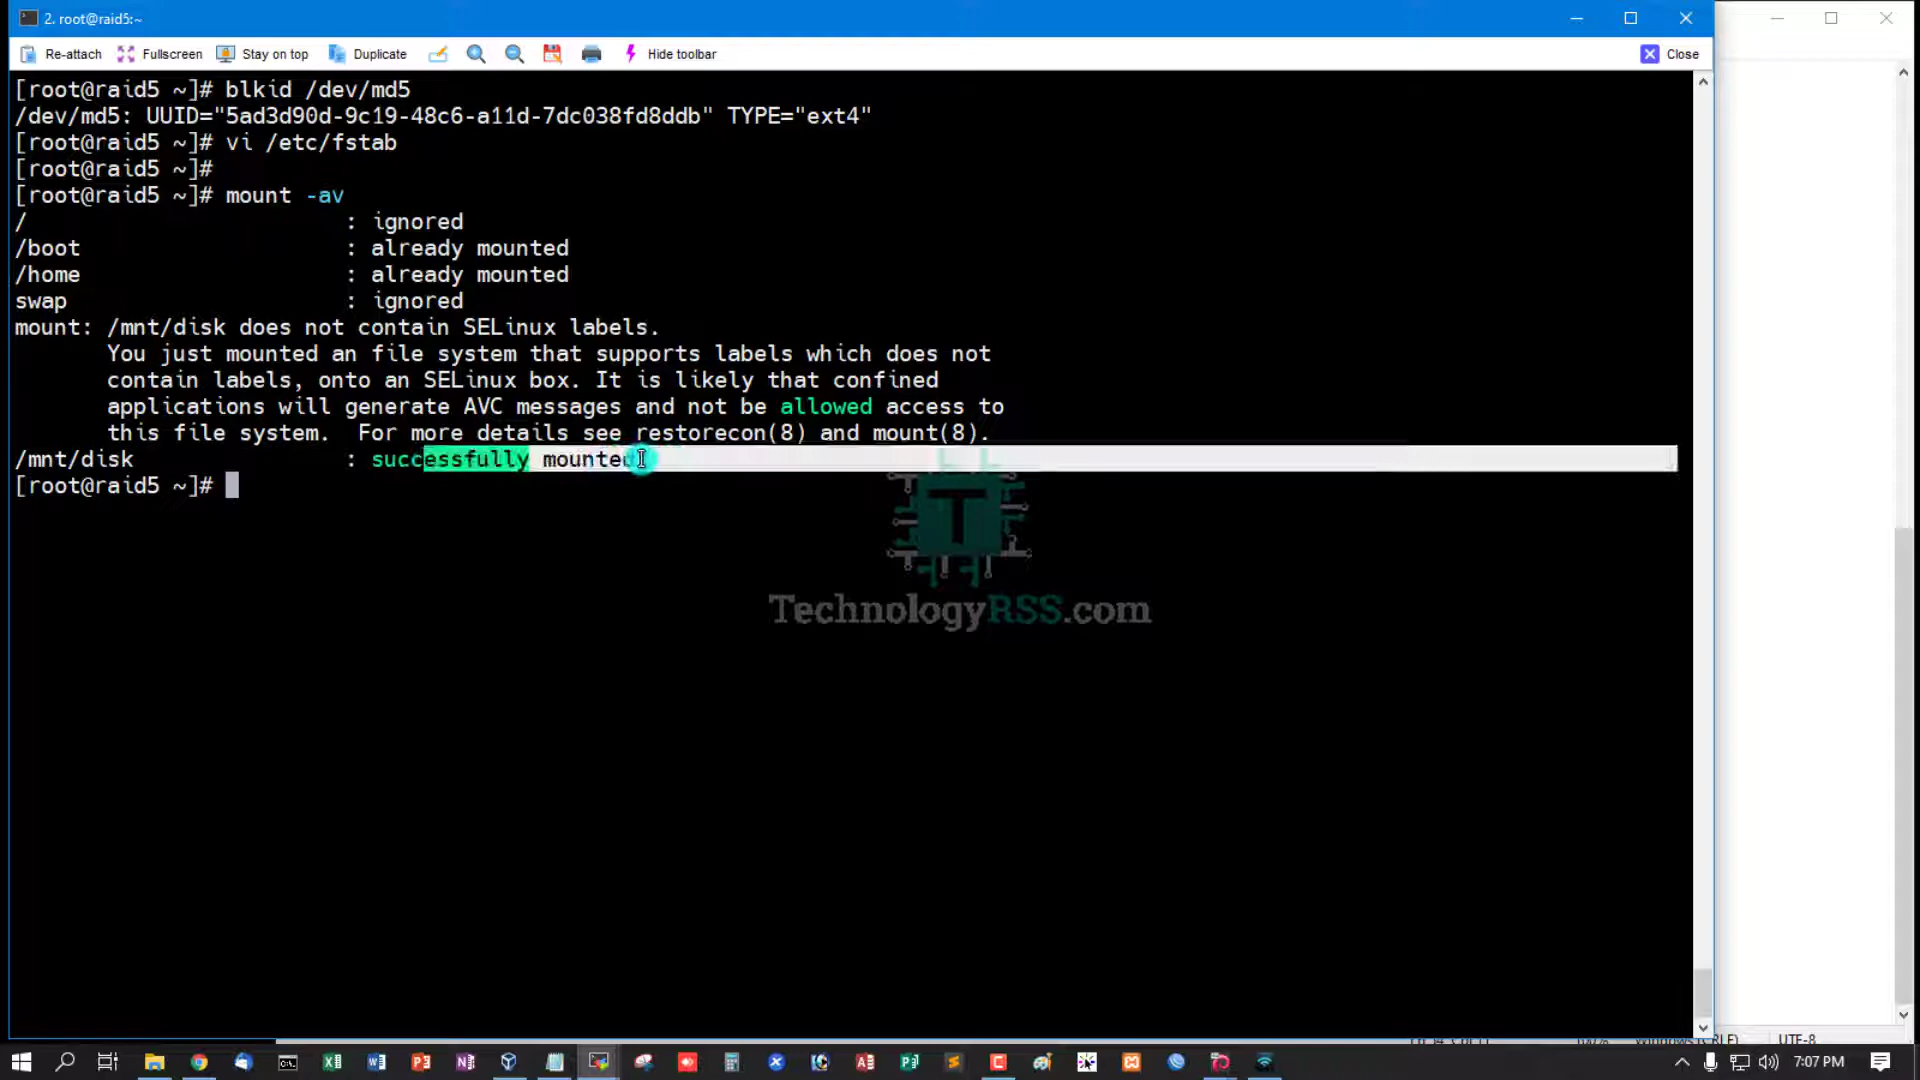 2. root@raid5:~
Re-attach Fullscreen Stay on top Duplicate Hide toolbar Close
[root@raid5 ~]# blkid /dev/md5
/dev/md5: UUID="5ad3d90d-9c19-48c6-a11d-7dc038fd8ddb" TYPE="ext4"
[root@raid5 ~]# vi /etc/fstab
[root@raid5 ~]#
[root@raid5 ~]# mount -av
/ : ignored
/boot : already mounted
/home : already mounted
swap : ignored
mount: /mnt/disk does not contain SELinux labels.
You just mounted an file system that supports labels which does not
contain labels, onto an SELinux box. It is likely that confined
applications will generate AVC messages and not be allowed access to
this file system.  For more details see restorecon(8) and mount(8).
/mnt/disk : successfully mounted
[root@raid5 ~]#
T
TechnologyRSS.com
UTF-8
7:07 PM